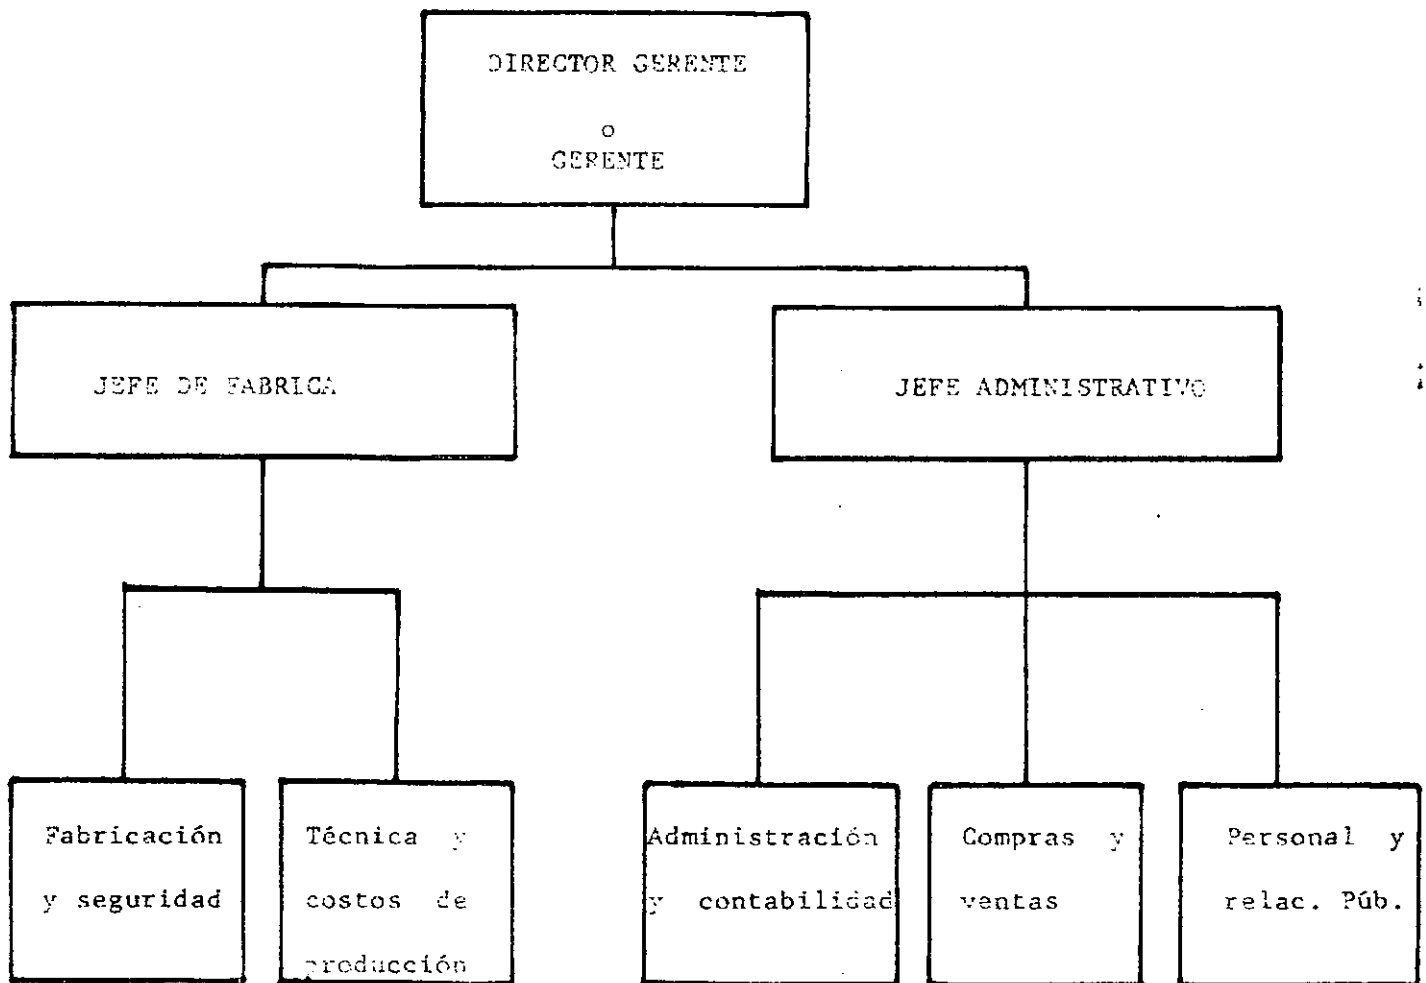 DIRECTOR GERENTE
o
GERENTE
JEFE DE FABRICA
JEFE ADMINISTRATIVO
Fabricación
y seguridad
Técnica y
costos de
producción
Administración
y contabilidad
Compras y
ventas
Personal y
relac. Púb.